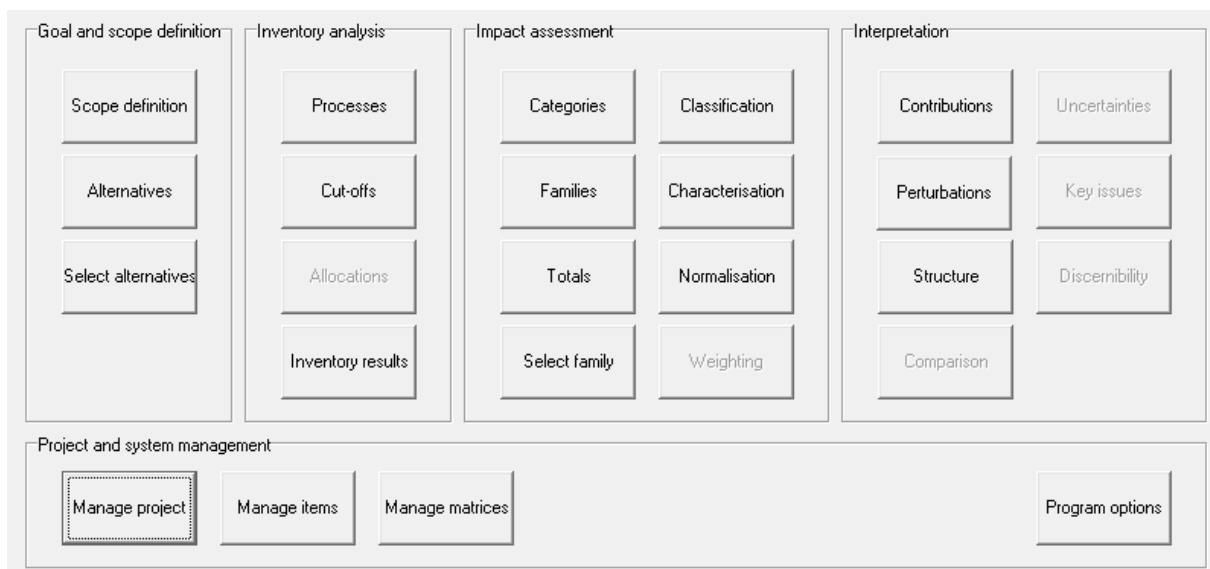 Goal and scope definition
Scope definition
Alternatives
Select alternatives
Inventory analysis
Processes
Cut-offs
Allocations
Inventory results
Impact assessment
Categories
Classification
Families
Characterisation
Totals
Normalisation
Select family
Weighting
Interpretation
Contributions
Uncertainties
Perturbations
Key issues
Structure
Discernibility
Comparison
Project and system management
Manage project
Manage items
Manage matrices
Program options